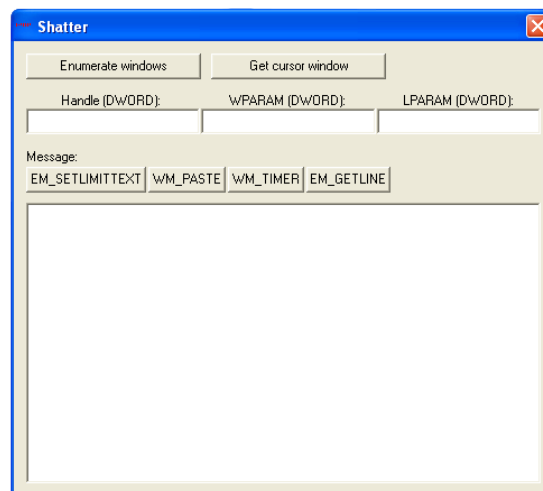 Shatter
Enumerate windows Get cursor window
Handle (DWORD): WPARAM (DWORD): LPARAM (DWORD):
Message:
EM_SETLIMITTEXT WM_PASTE WM_TIMER EM_GETLINE